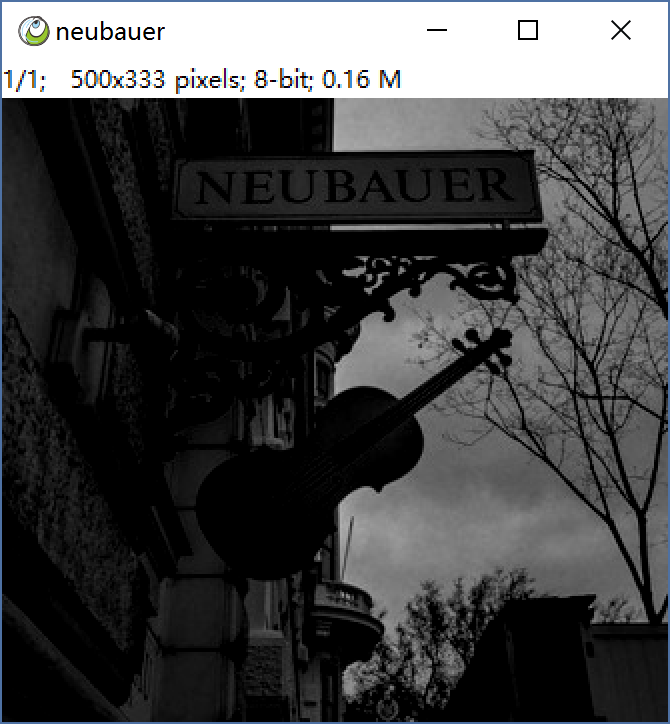 neubauer
1/1; 500x333 pixels; 8-bit; 0.16 M
NEUBAUER